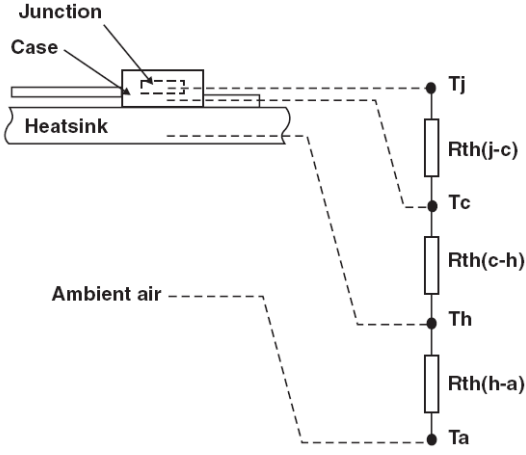 Junction
Case
Heatsink
Ambient air
Tj
Rth(j-c)
Tc
Rth(c-h)
Th
Rth(h-a)
Ta